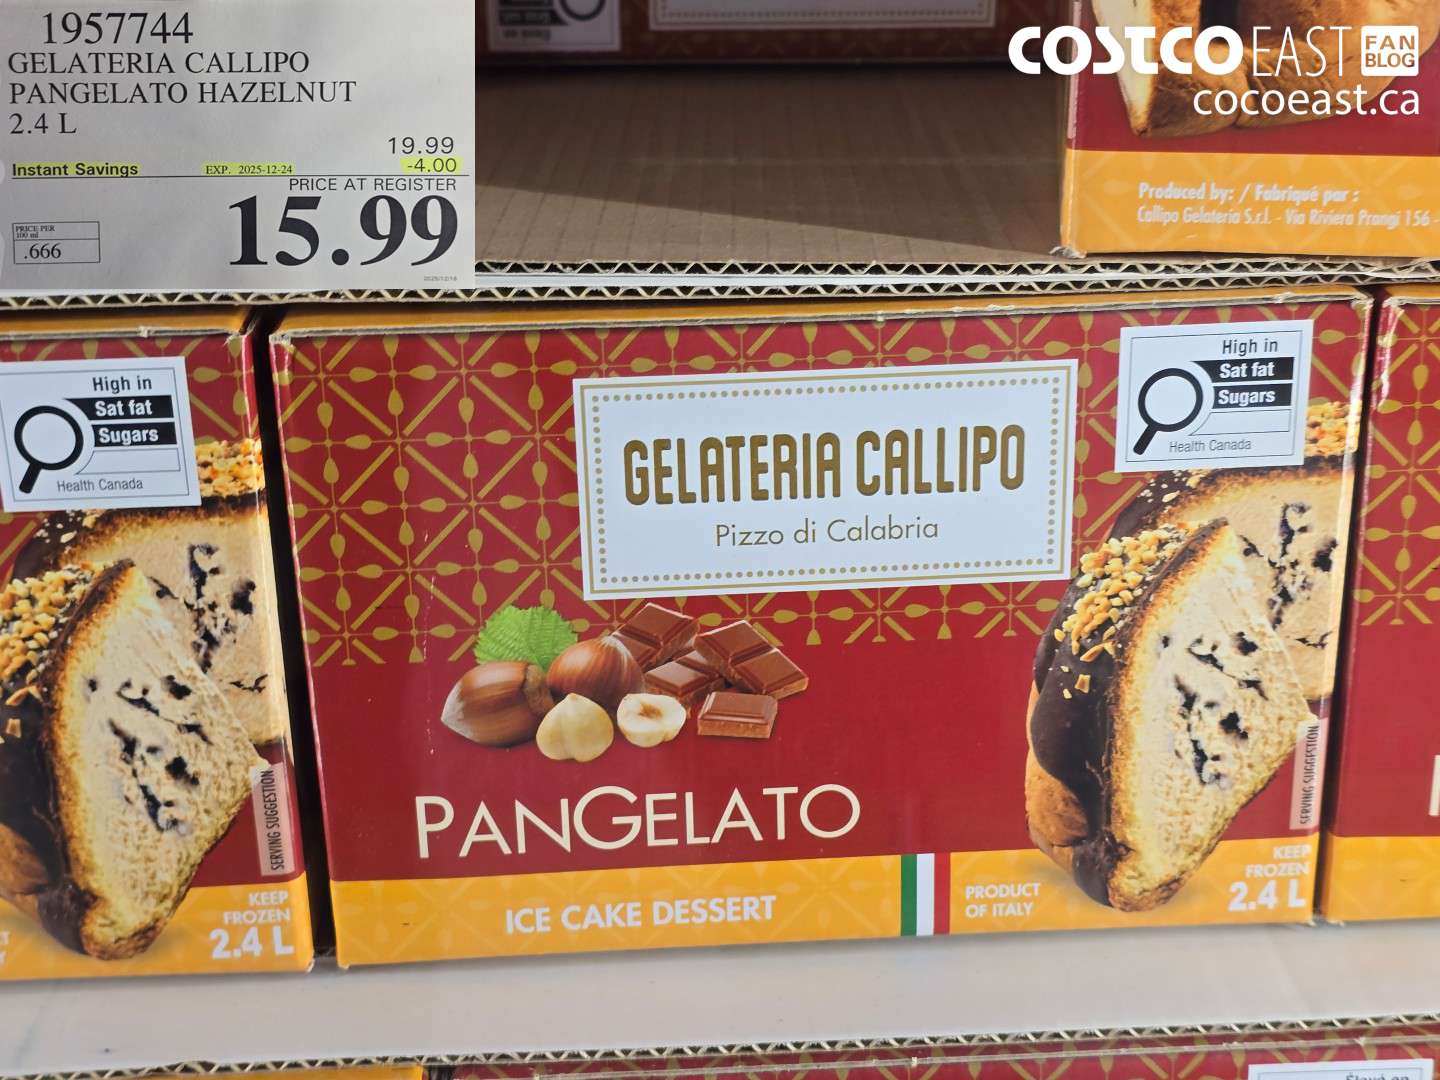 1957744
GELATERIA CALLIPO
PANGELATO HAZELNUT
2.4 L
19.99
Instant Savings EXP. 2025-12-24 -4.00
PRICE AT REGISTER
15.99
PRICE PER
100 ml
.666
2025/12/18
COSTCO EAST FAN BLOG
cocoeast.ca
Produced by: / Fabriqué par :
Callipo Gelateria S.r.l. - Via Riviera Prangi 156 -
High in
Sat fat
Sugars
Health Canada
High in
Sat fat
Sugars
Health Canada
GELATERIA CALLIPO
Pizzo di Calabria
SERVING SUGGESTION
SERVING SUGGESTION
PANGELATO
ICE CAKE DESSERT
PRODUCT
OF ITALY
KEEP
FROZEN
2.4 L
KEEP
FROZEN
2.4 L